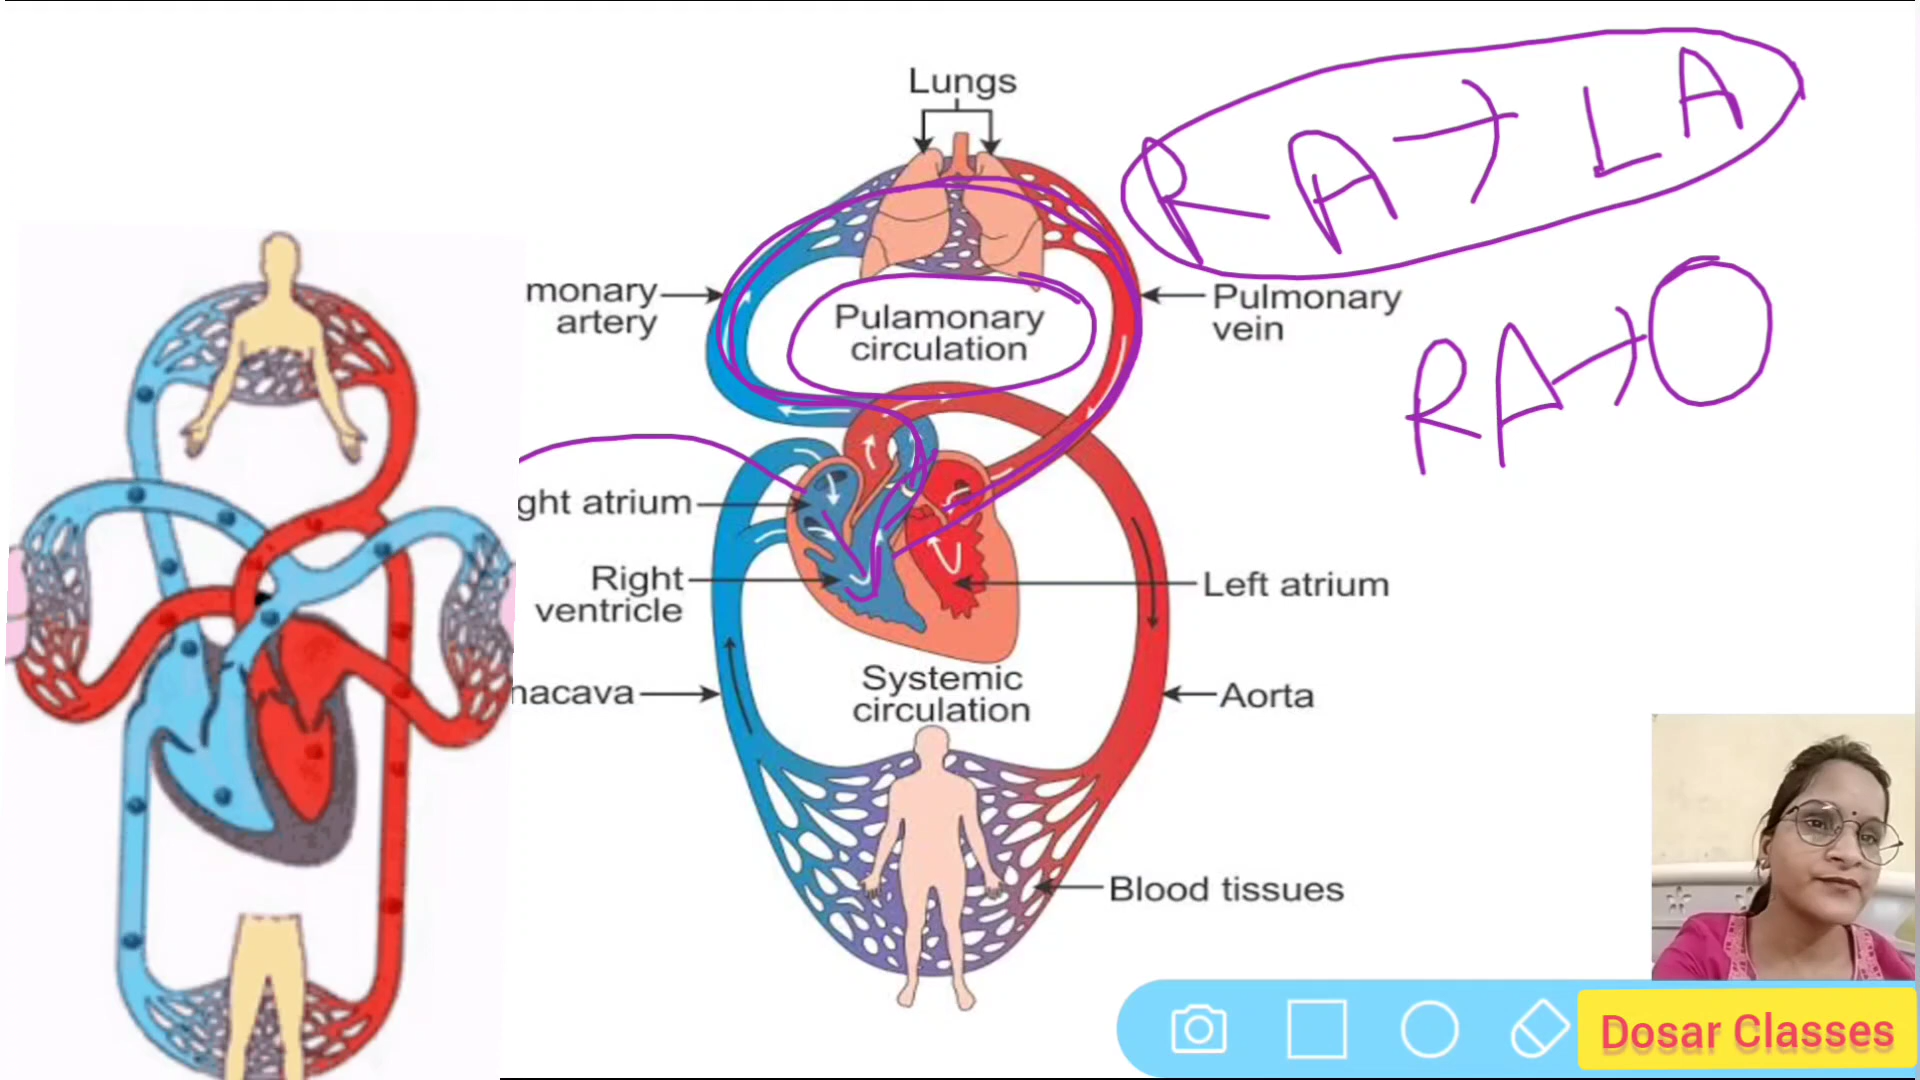 Lungs
RA→LA
monary
artery
Pulamonary
circulation
Pulmonary
vein
RA→O
ght atrium
Right
ventricle
Left atrium
nacava
Systemic
circulation
Aorta
Blood tissues
Dosar Classes